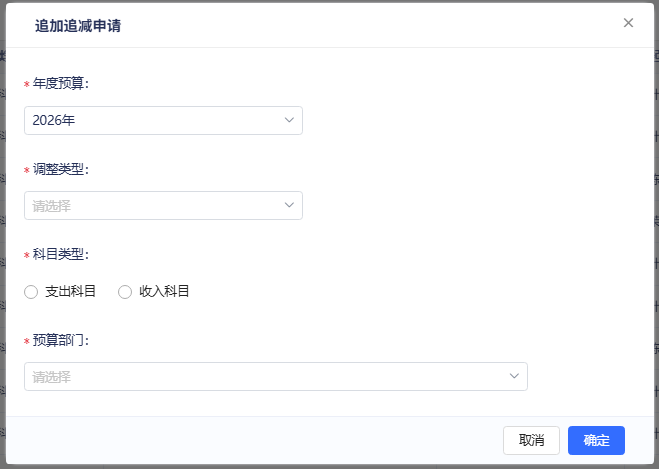 追加追减申请
* 年度预算:
2026年
* 调整类型:
请选择
* 科目类型:
支出科目 收入科目
* 预算部门:
请选择
取消 确定